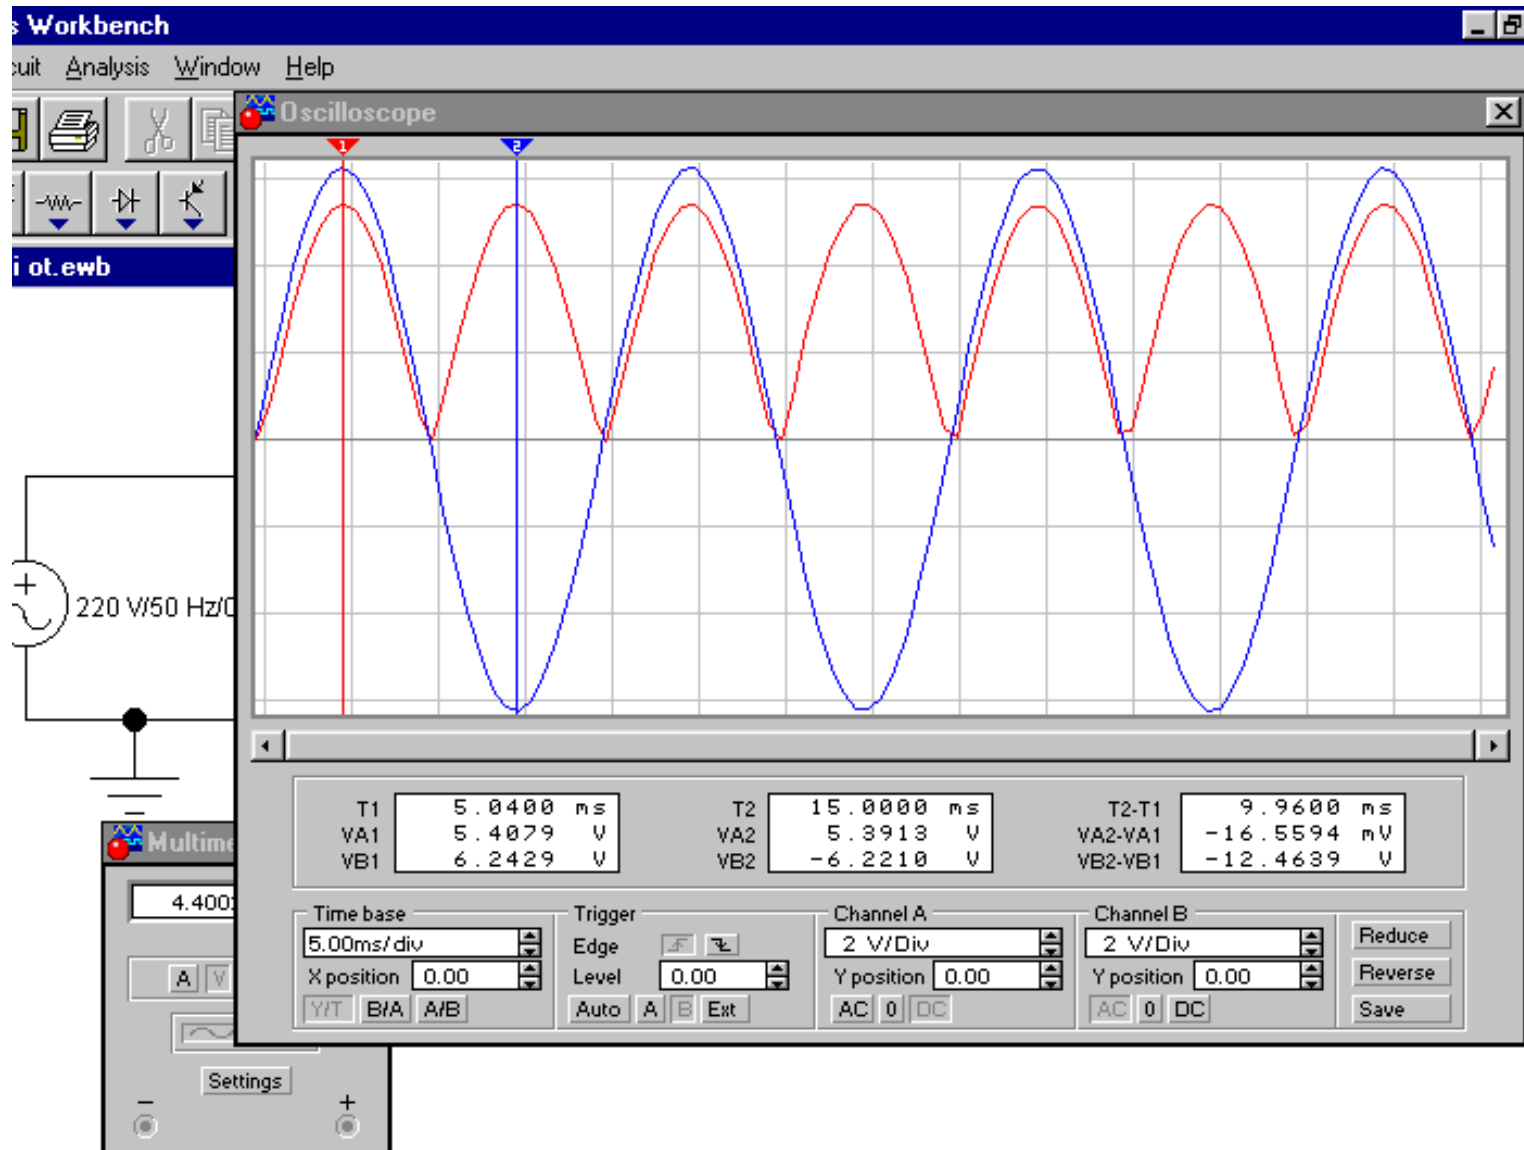 s Workbench
cuit Analysis Window Help
Oscilloscope
1 2
i ot.ewb
220 V/50 Hz/0
T1 5.0400 ms T2 15.0000 ms T2-T1 9.9600 ms
VA1 5.4079 V VA2 5.3913 V VA2-VA1 -16.5594 mV
VB1 6.2429 V VB2 -6.2210 V VB2-VB1 -12.4639 V
Multime
4.400
A V
Settings
- +
Time base Trigger Channel A Channel B
5.00ms/div Edge 2 V/Div 2 V/Div Reduce
X position 0.00 Level 0.00 Y position 0.00 Y position 0.00 Reverse
Y/T B/A A/B Auto A B Ext AC 0 DC AC 0 DC Save